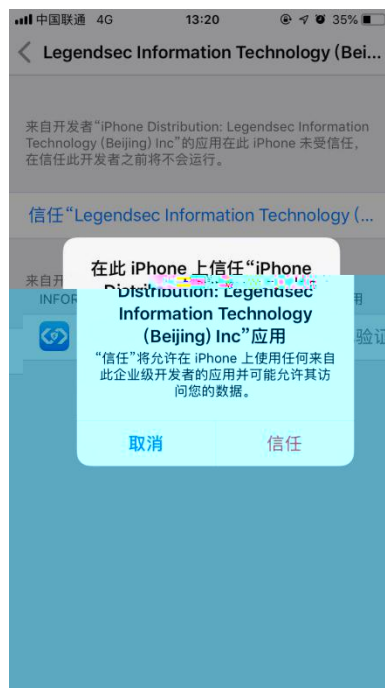 中国联通 4G 13:20 35%
Legendsec Information Technology (Bei...
来自开发者“iPhone Distribution: Legendsec Information
Technology (Beijing) Inc”的应用在此 iPhone 未受信任，
在信任此开发者之前将不会运行。
信任“Legendsec Information Technology (...
在此 iPhone 上信任“iPhone
Distribution: Legendsec
Information Technology
(Beijing) Inc”应用
“信任”将允许在 iPhone 上使用任何来自
此企业级开发者的应用并可能允许其访
问您的数据。
取消 信任
来自开
INFOR 用
验证